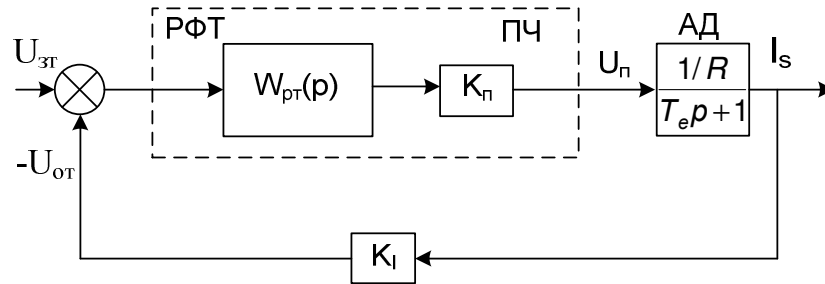 РФТ
ПЧ
АД
U_зт
W_рт(p)
K_п
U_п
1/R
T_e p + 1
I_s
-U_от
K_I